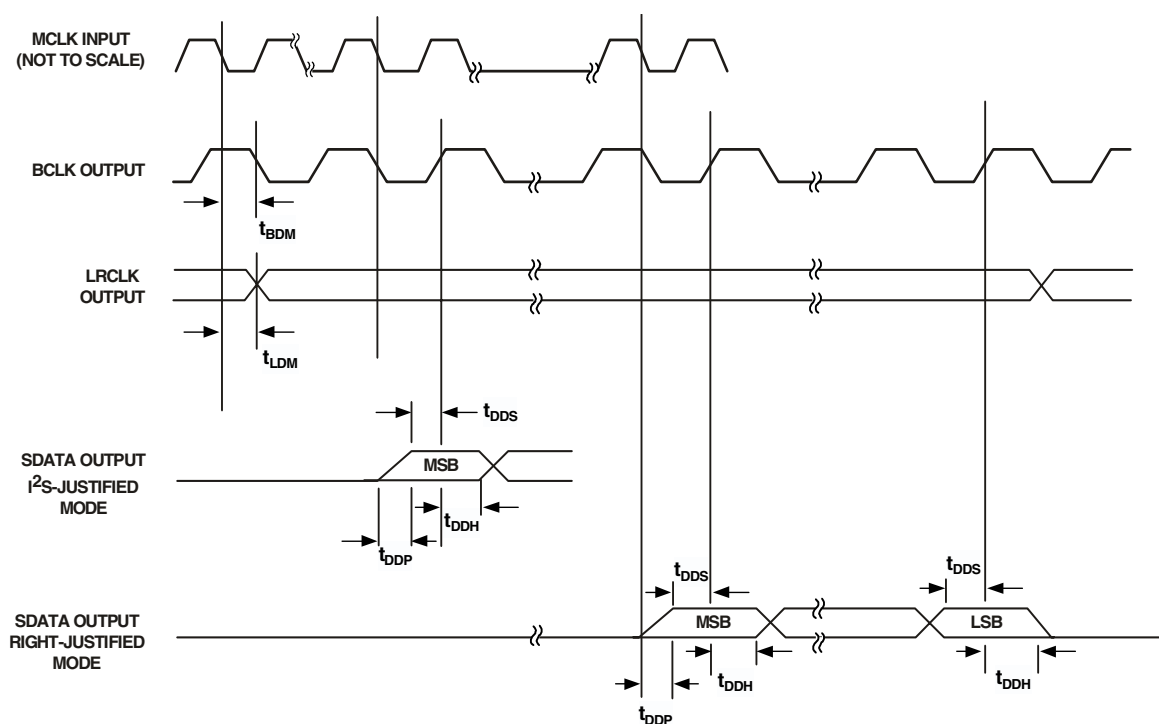 MCLK INPUT
(NOT TO SCALE)
BCLK OUTPUT
tBDM
LRCLK
OUTPUT
tLDM
tDDS
SDATA OUTPUT
I2S-JUSTIFIED
MODE
MSB
tDDH
tDDP
tDDS
tDDS
SDATA OUTPUT
RIGHT-JUSTIFIED
MODE
MSB
LSB
tDDH
tDDH
tDDP